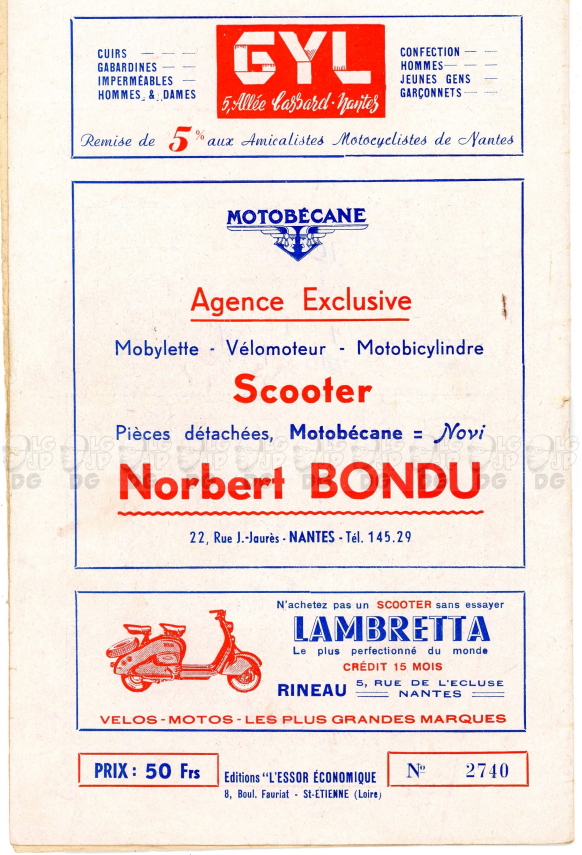 CUIRS
GABARDINES
IMPERMÉABLES
HOMMES & DAMES
GYL
5, Allée Cassard - Nantes
CONFECTION
HOMMES
JEUNES GENS
GARÇONNETS
Remise de 5% aux Amicalistes Motocyclistes de Nantes
MOTOBÉCANE
Agence Exclusive
Mobylette - Vélomoteur - Motobicylindre
Scooter
Pièces détachées, Motobécane = Novi
Norbert BONDU
22, Rue J.-Jaurès - NANTES - Tél. 145.29
N'achetez pas un SCOOTER sans essayer
LAMBRETTA
Le plus perfectionné du monde
CRÉDIT 15 MOIS
RINEAU 5, RUE DE L'ECLUSE
NANTES
VELOS - MOTOS - LES PLUS GRANDES MARQUES
PRIX : 50 Frs
Editions "L'ESSOR ÉCONOMIQUE
8, Boul. Fauriat - St-ETIENNE (Loire)
Nº 2740